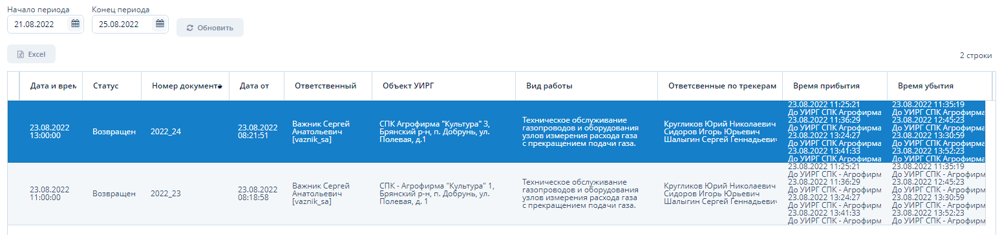 Начало периода
Конец периода
21.08.2022
25.08.2022
Обновить
Excel
2 строки
Дата и врем
Статус
Номер документа
Дата от
Ответственный
Объект УИРГ
Вид работы
Ответсвенные по трекерам
Время прибытия
Время убытия
23.08.2022
13:00:00
Возвращен
2022_24
23.08.2022
08:21:51
Важник Сергей
Анатольевич
[vaznik_sa]
СПК Агрофирма "Культура" 3,
Брянский р-н, п. Добрунь, ул.
Полевая, д.1
Техническое обслуживание
газопроводов и оборудования
узлов измерения расхода газа
с прекращением подачи газа.
Кругликов Юрий Николаевич
Сидоров Игорь Юрьевич
Шалыгин Сергей Геннадьевич
23.08.2022 11:25:21
До УИРГ СПК Агрофирма
23.08.2022 11:36:29
До УИРГ СПК Агрофирма
23.08.2022 13:24:27
До УИРГ СПК Агрофирма
23.08.2022 13:41:33
До УИРГ СПК Агрофирма
23.08.2022 11:35:19
До УИРГ СПК Агрофирма
23.08.2022 12:45:23
До УИРГ СПК Агрофирма
23.08.2022 13:30:59
До УИРГ СПК Агрофирма
23.08.2022 13:52:23
До УИРГ СПК Агрофирма
23.08.2022
11:00:00
Возвращен
2022_23
23.08.2022
08:18:58
Важник Сергей
Анатольевич
[vaznik_sa]
СПК - Агрофирма "Культура" 1,
Брянский р-н, п. Добрунь, ул.
Полевая, д. 1
Техническое обслуживание
газопроводов и оборудования
узлов измерения расхода газа
с прекращением подачи газа.
Кругликов Юрий Николаевич
Сидоров Игорь Юрьевич
Шалыгин Сергей Геннадьевич
23.08.2022 11:25:21
До УИРГ СПК - Агрофирм
23.08.2022 11:36:29
До УИРГ СПК - Агрофирм
23.08.2022 13:24:27
До УИРГ СПК - Агрофирм
23.08.2022 13:41:33
До УИРГ СПК - Агрофирм
23.08.2022 11:35:19
До УИРГ СПК - Агрофирм
23.08.2022 12:45:23
До УИРГ СПК - Агрофирм
23.08.2022 13:30:59
До УИРГ СПК - Агрофирм
23.08.2022 13:52:23
До УИРГ СПК - Агрофирм